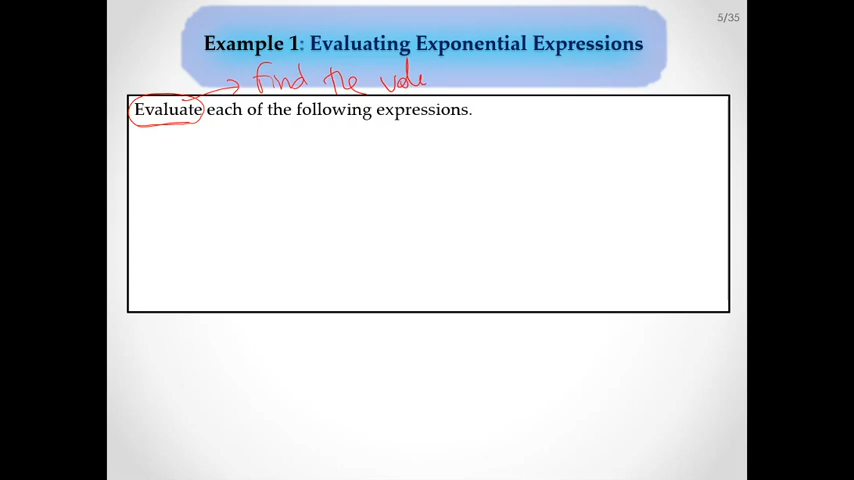 5/35
Example 1: Evaluating Exponential Expressions
Find the valu
Evaluate each of the following expressions.